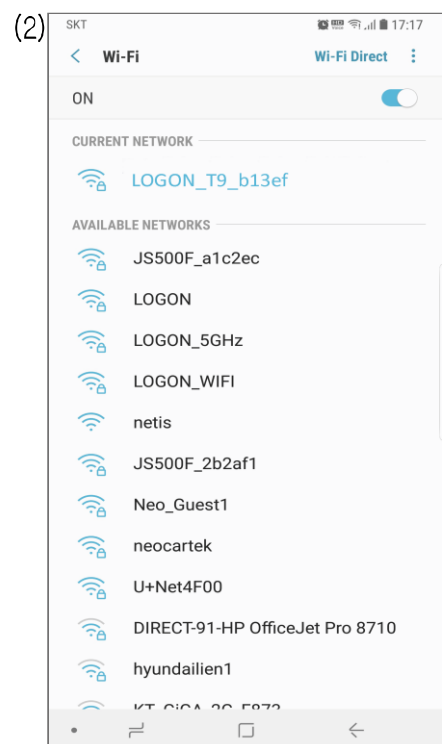 (2)
SKT 17:17
Wi-Fi Wi-Fi Direct
ON
CURRENT NETWORK
LOGON_T9_b13ef
AVAILABLE NETWORKS
JS500F_a1c2ec
LOGON
LOGON_5GHz
LOGON_WIFI
netis
JS500F_2b2af1
Neo_Guest1
neocartek
U+Net4F00
DIRECT-91-HP OfficeJet Pro 8710
hyundailien1